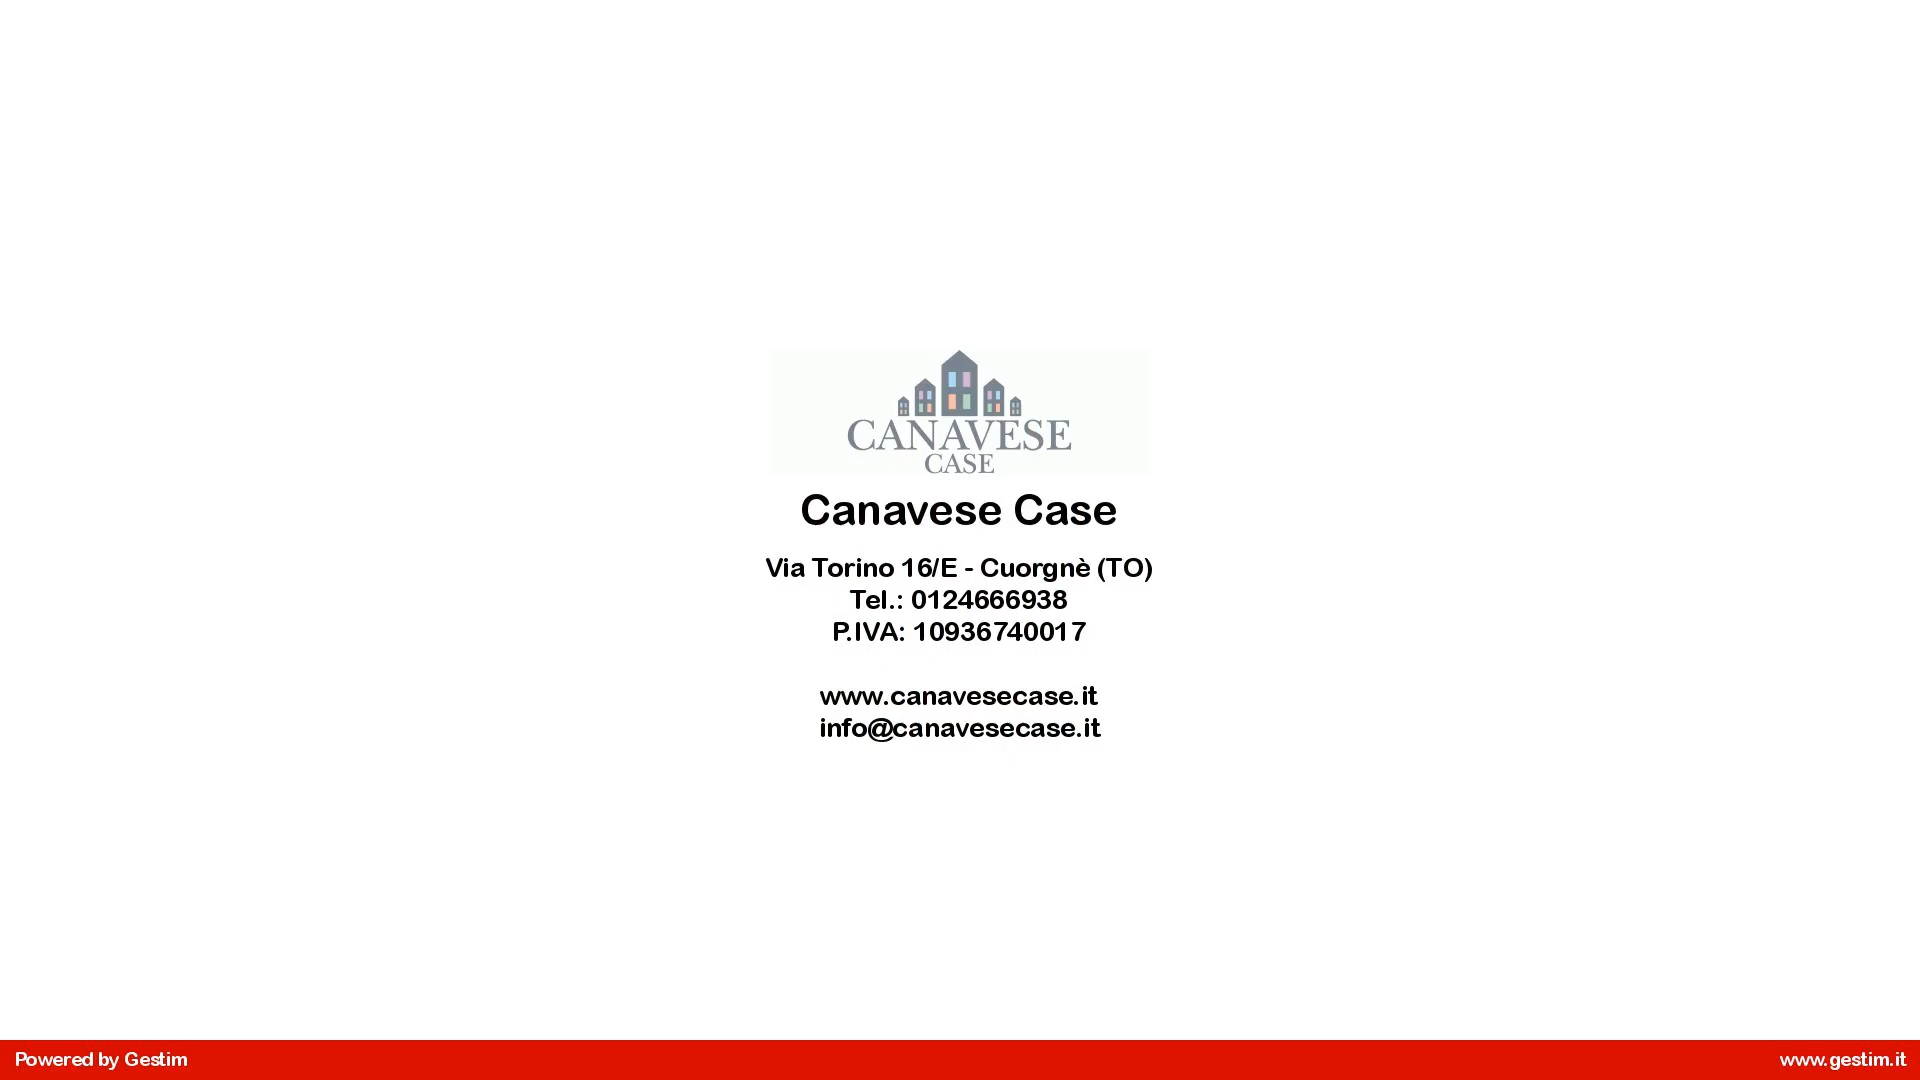 CANAVESE
CASE
Canavese Case
Via Torino 16/E - Cuorgnè (TO)
Tel.: 0124666938
P.IVA: 10936740017
www.canavesecase.it
info@canavesecase.it
Powered by Gestim
www.gestim.it